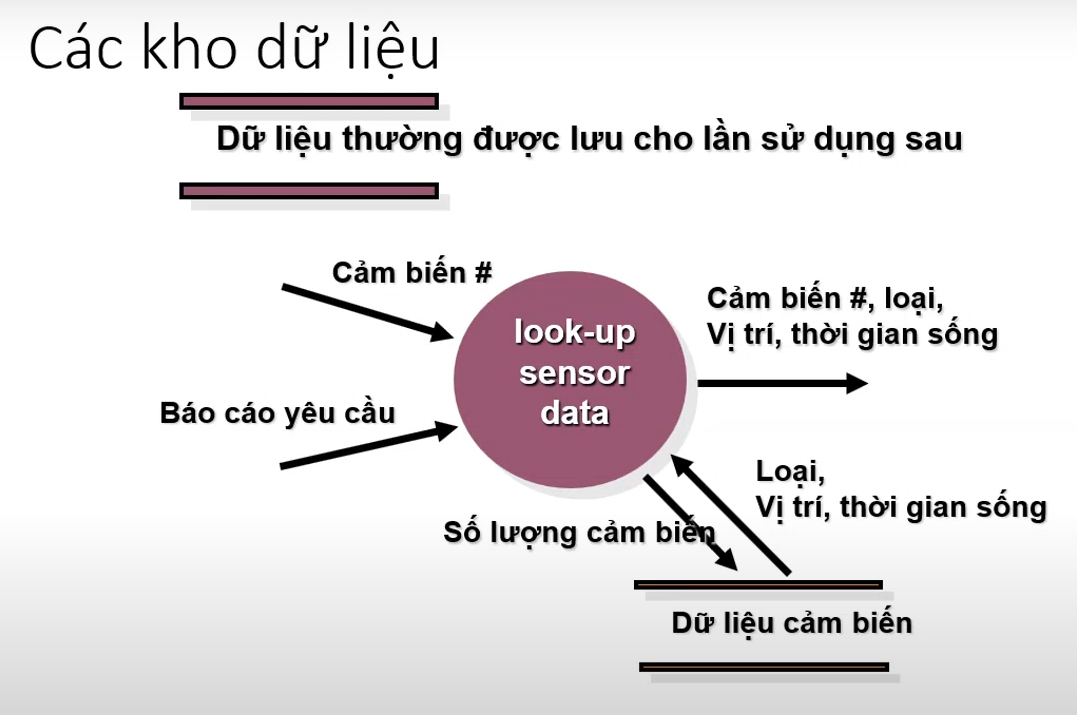 Các kho dữ liệu
Dữ liệu thường được lưu cho lần sử dụng sau
Cảm biến #
look-up
sensor
data
Cảm biến #, loại,
Vị trí, thời gian sống
Báo cáo yêu cầu
Loại,
Vị trí, thời gian sống
Số lượng cảm biến
Dữ liệu cảm biến